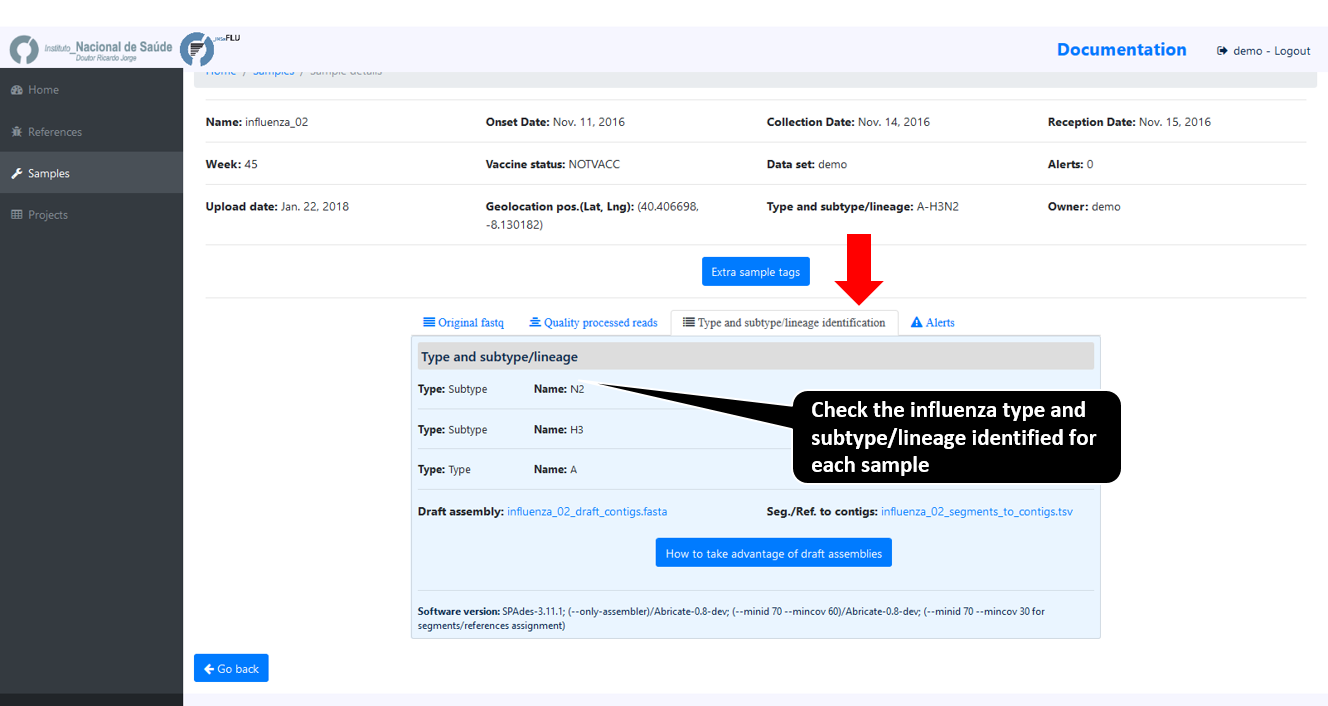 Instituto_Nacional de Saúde
Doutor Ricardo Jorge
INSaFLU
Documentation
demo - Logout
Home / Samples / Sample details
Home
References
Samples
Projects
Name: influenza_02 Onset Date: Nov. 11, 2016 Collection Date: Nov. 14, 2016 Reception Date: Nov. 15, 2016
Week: 45 Vaccine status: NOTVACC Data set: demo Alerts: 0
Upload date: Jan. 22, 2018 Geolocation pos.(Lat, Lng): (40.406698, Type and subtype/lineage: A-H3N2 Owner: demo
-8.130182)
Extra sample tags
Original fastq Quality processed reads Type and subtype/lineage identification Alerts
Type and subtype/lineage
Type: Subtype Name: N2
Check the influenza type and
subtype/lineage identified for
each sample
Type: Subtype Name: H3
Type: Type Name: A
Draft assembly: influenza_02_draft_contigs.fasta Seg./Ref. to contigs: influenza_02_segments_to_contigs.tsv
How to take advantage of draft assemblies
Software version: SPAdes-3.11.1; (--only-assembler)/Abricate-0.8-dev; (--minid 70 --mincov 60)/Abricate-0.8-dev; (--minid 70 --mincov 30 for
segments/references assignment)
Go back